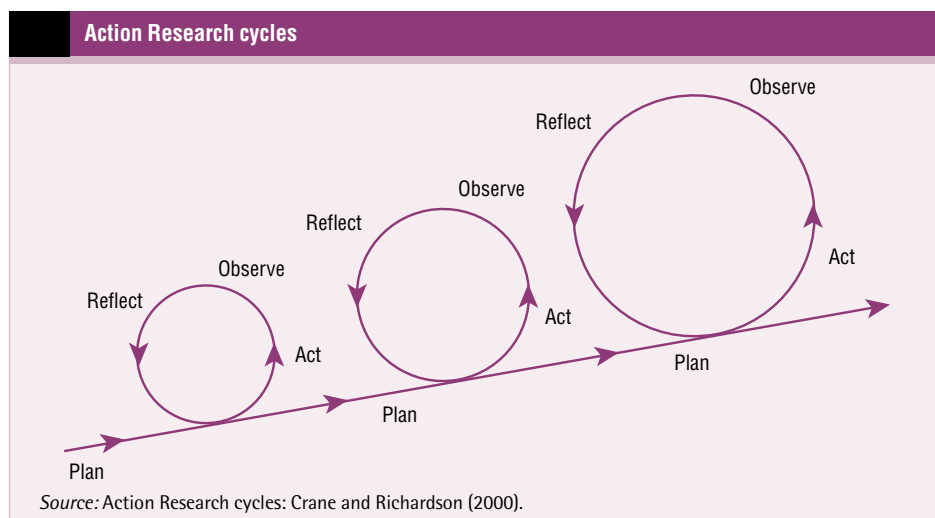 Action Research cycles
Observe
Reflect
Act
Plan
Observe
Reflect
Act
Plan
Observe
Reflect
Act
Plan
Source: Action Research cycles: Crane and Richardson (2000).